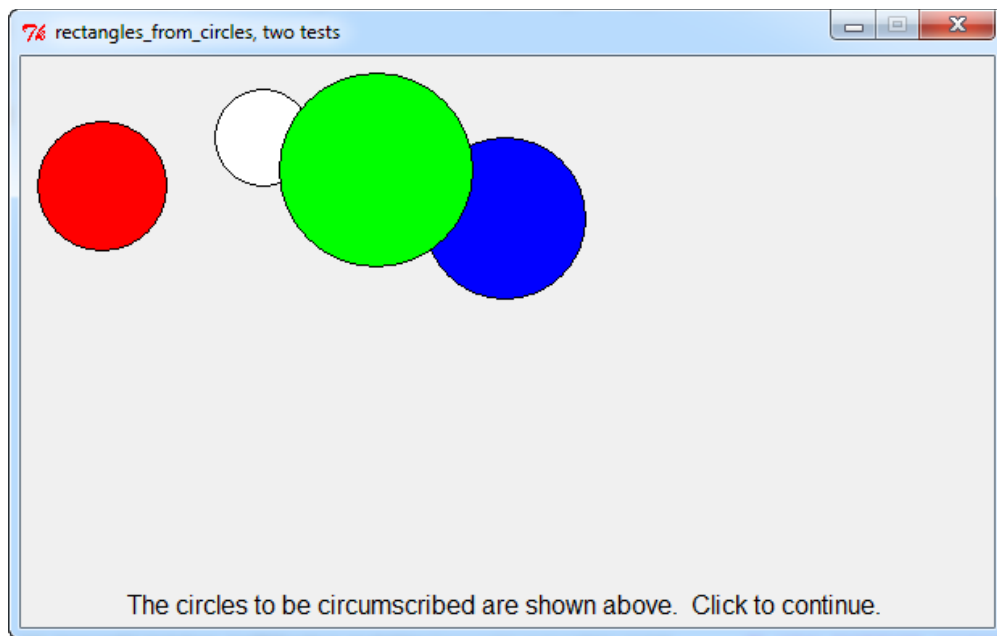 rectangles_from_circles, two tests
The circles to be circumscribed are shown above.  Click to continue.